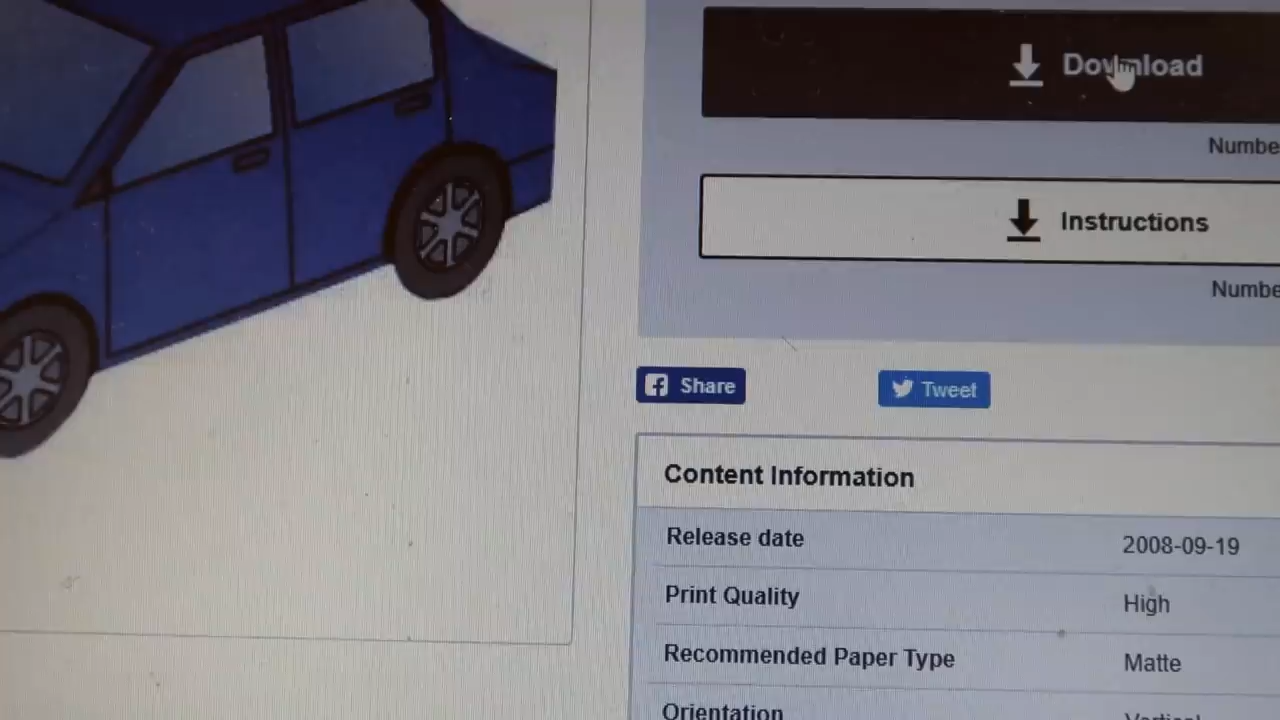 Download
Numbe
Instructions
Numbe
Share
Tweet
Content Information
Release date 2008-09-19
Print Quality High
Recommended Paper Type Matte
Orientation Vertical